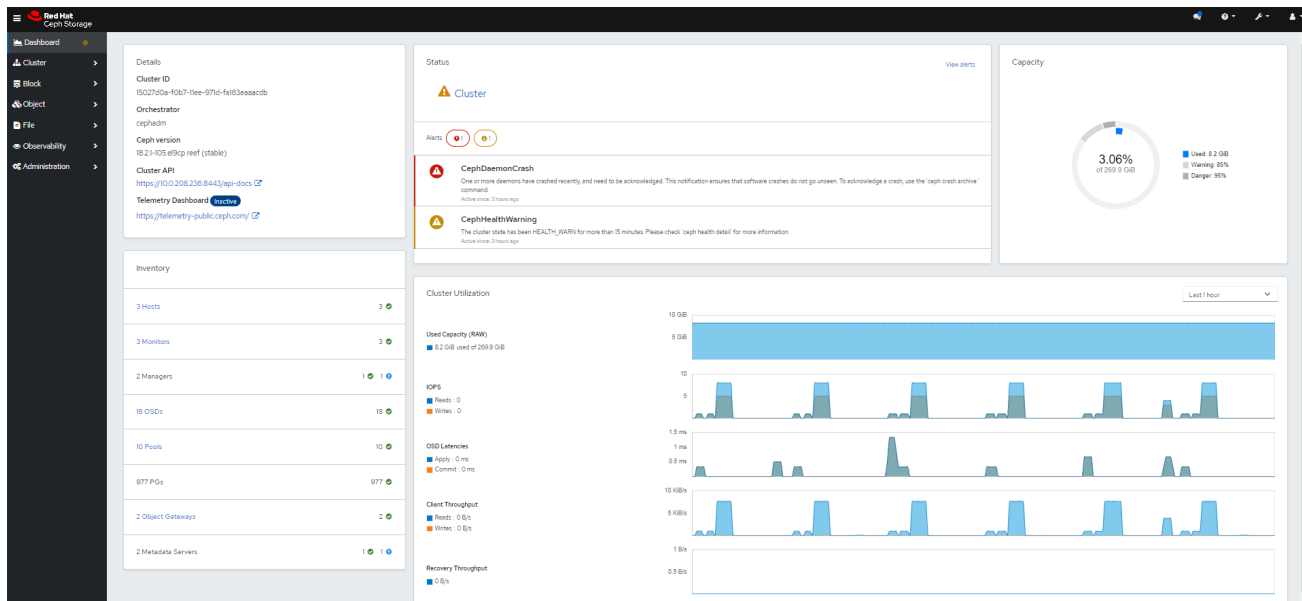 Red Hat
Ceph Storage
Dashboard
Cluster
Block
Object
File
Observability
Administration
Details
Cluster ID
15027d0a-f0b7-11ee-971d-fa163eaaacdb
Orchestrator
cephadm
Ceph version
18.2.1-105.el9cp reef (stable)
Cluster API
https://10.0.208.236:8443/api-docs
Telemetry Dashboard Inactive
https://telemetry-public.ceph.com/
Status
View alerts
Cluster
Alerts 1 1
CephDaemonCrash
One or more daemons have crashed recently, and need to be acknowledged. This notification ensures that software crashes do not go unseen. To acknowledge a crash, use the 'ceph crash archive '
command.
Active since: 3 hours ago
CephHealthWarning
The cluster state has been HEALTH_WARN for more than 15 minutes. Please check 'ceph health detail' for more information.
Active since: 3 hours ago
Capacity
3.06%
of 269.9 GiB
Used: 8.2 GiB
Warning: 85%
Danger: 95%
Inventory
3 Hosts 3
3 Monitors 3
2 Managers 1 1
18 OSDs 18
10 Pools 10
977 PGs 977
2 Object Gateways 2
2 Metadata Servers 1 1
Cluster Utilization
Last 1 hour
Used Capacity (RAW)
8.2 GiB used of 269.9 GiB
10 GiB
5 GiB
IOPS
Reads : 0
Writes : 0
10
5
OSD Latencies
Apply : 0 ms
Commit : 0 ms
1.5 ms
1 ms
0.5 ms
Client Throughput
Reads : 0 B/s
Writes : 0 B/s
10 KiB/s
5 KiB/s
Recovery Throughput
0 B/s
1 B/s
0.5 B/s